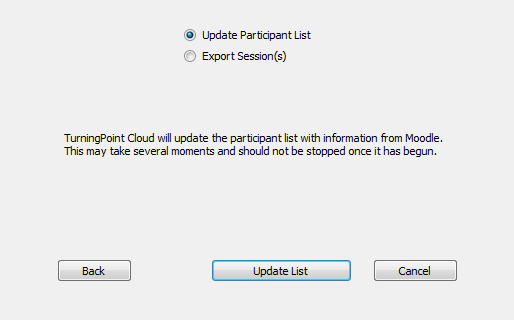 Update Participant List
Export Session(s)
TurningPoint Cloud will update the participant list with information from Moodle.
This may take several moments and should not be stopped once it has begun.
Back
Update List
Cancel